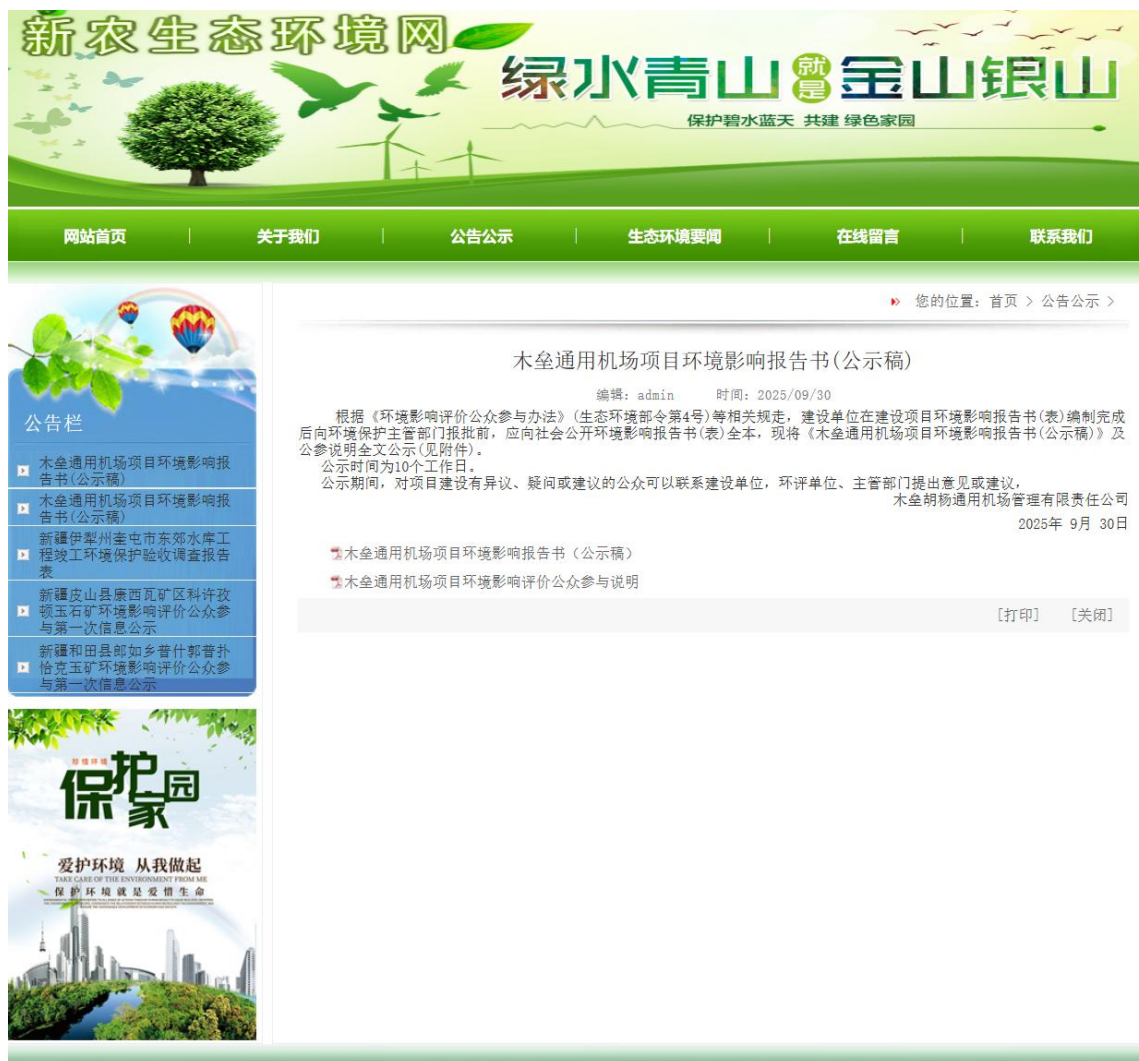 新农生态环境网
绿水青山就是金山银山
保护碧水蓝天 共建 绿色家园
网站首页
关于我们
公告公示
生态环境要闻
在线留言
联系我们
您的位置：首页 > 公告公示 >
公告栏
木垒通用机场项目环境影响报
告书(公示稿)
木垒通用机场项目环境影响报
告书(公示稿)
新疆伊犁州奎屯市东郊水库工
程竣工环境保护验收调查报告
表
新疆皮山县康西瓦矿区科许孜
顿玉石矿环境影响评价公众参
与第一次信息公示
新疆和田县郎如乡普什郭普扑
恰克玉矿环境影响评价公众参
与第一次信息公示
木垒通用机场项目环境影响报告书(公示稿)
编辑：admin 时间：2025/09/30
根据《环境影响评价公众参与办法》(生态环境部令第4号)等相关规定，建设单位在建设项目环境影响报告书(表)编制完成
后向环境保护主管部门报批前，应向社会公开环境影响报告书(表)全本，现将《木垒通用机场项目环境影响报告书(公示稿)》及
公参说明全文公示(见附件)。
公示时间为10个工作日。
公示期间，对项目建设有异议、疑问或建议的公众可以联系建设单位，环评单位、主管部门提出意见或建议，
木垒胡杨通用机场管理有限责任公司
2025年 9月 30日
木垒通用机场项目环境影响报告书（公示稿）
木垒通用机场项目环境影响评价公众参与说明
[打印] [关闭]
珍惜环境
保护家园
爱护环境 从我做起
TAKE CARE OF THE ENVIRONMENT FROM ME
保护环境就是爱惜生命